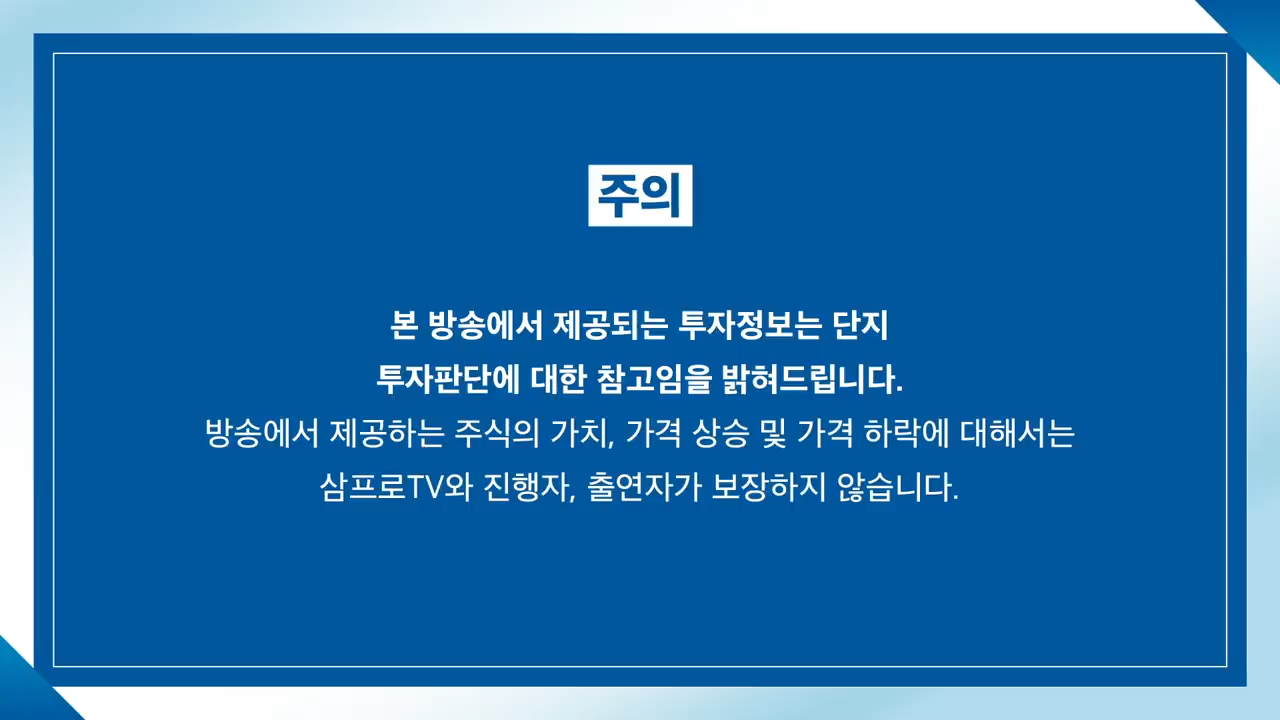 주의
본 방송에서 제공되는 투자정보는 단지
투자판단에 대한 참고임을 밝혀드립니다.
방송에서 제공하는 주식의 가치, 가격 상승 및 가격 하락에 대해서는
삼프로TV와 진행자, 출연자가 보장하지 않습니다.